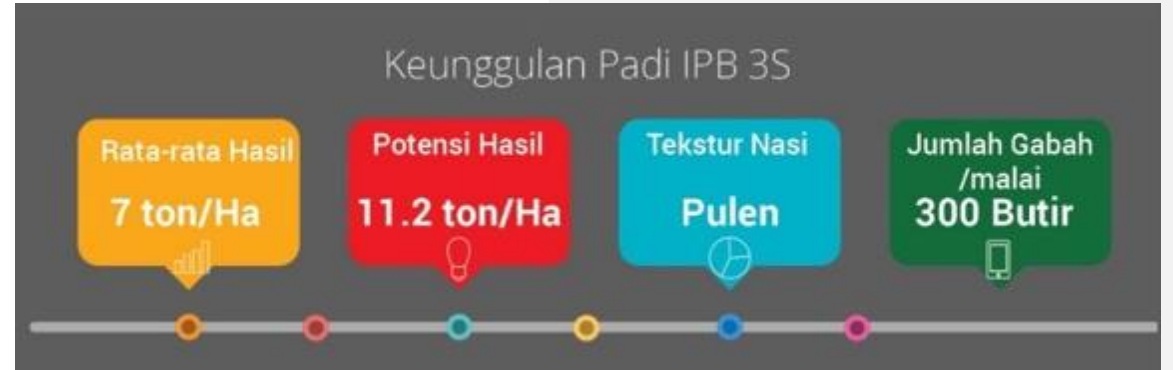 Keunggulan Padi IPB 3S
Rata-rata Hasil
7 ton/Ha
Potensi Hasil
11.2 ton/Ha
Tekstur Nasi
Pulen
Jumlah Gabah
/malai
300 Butir